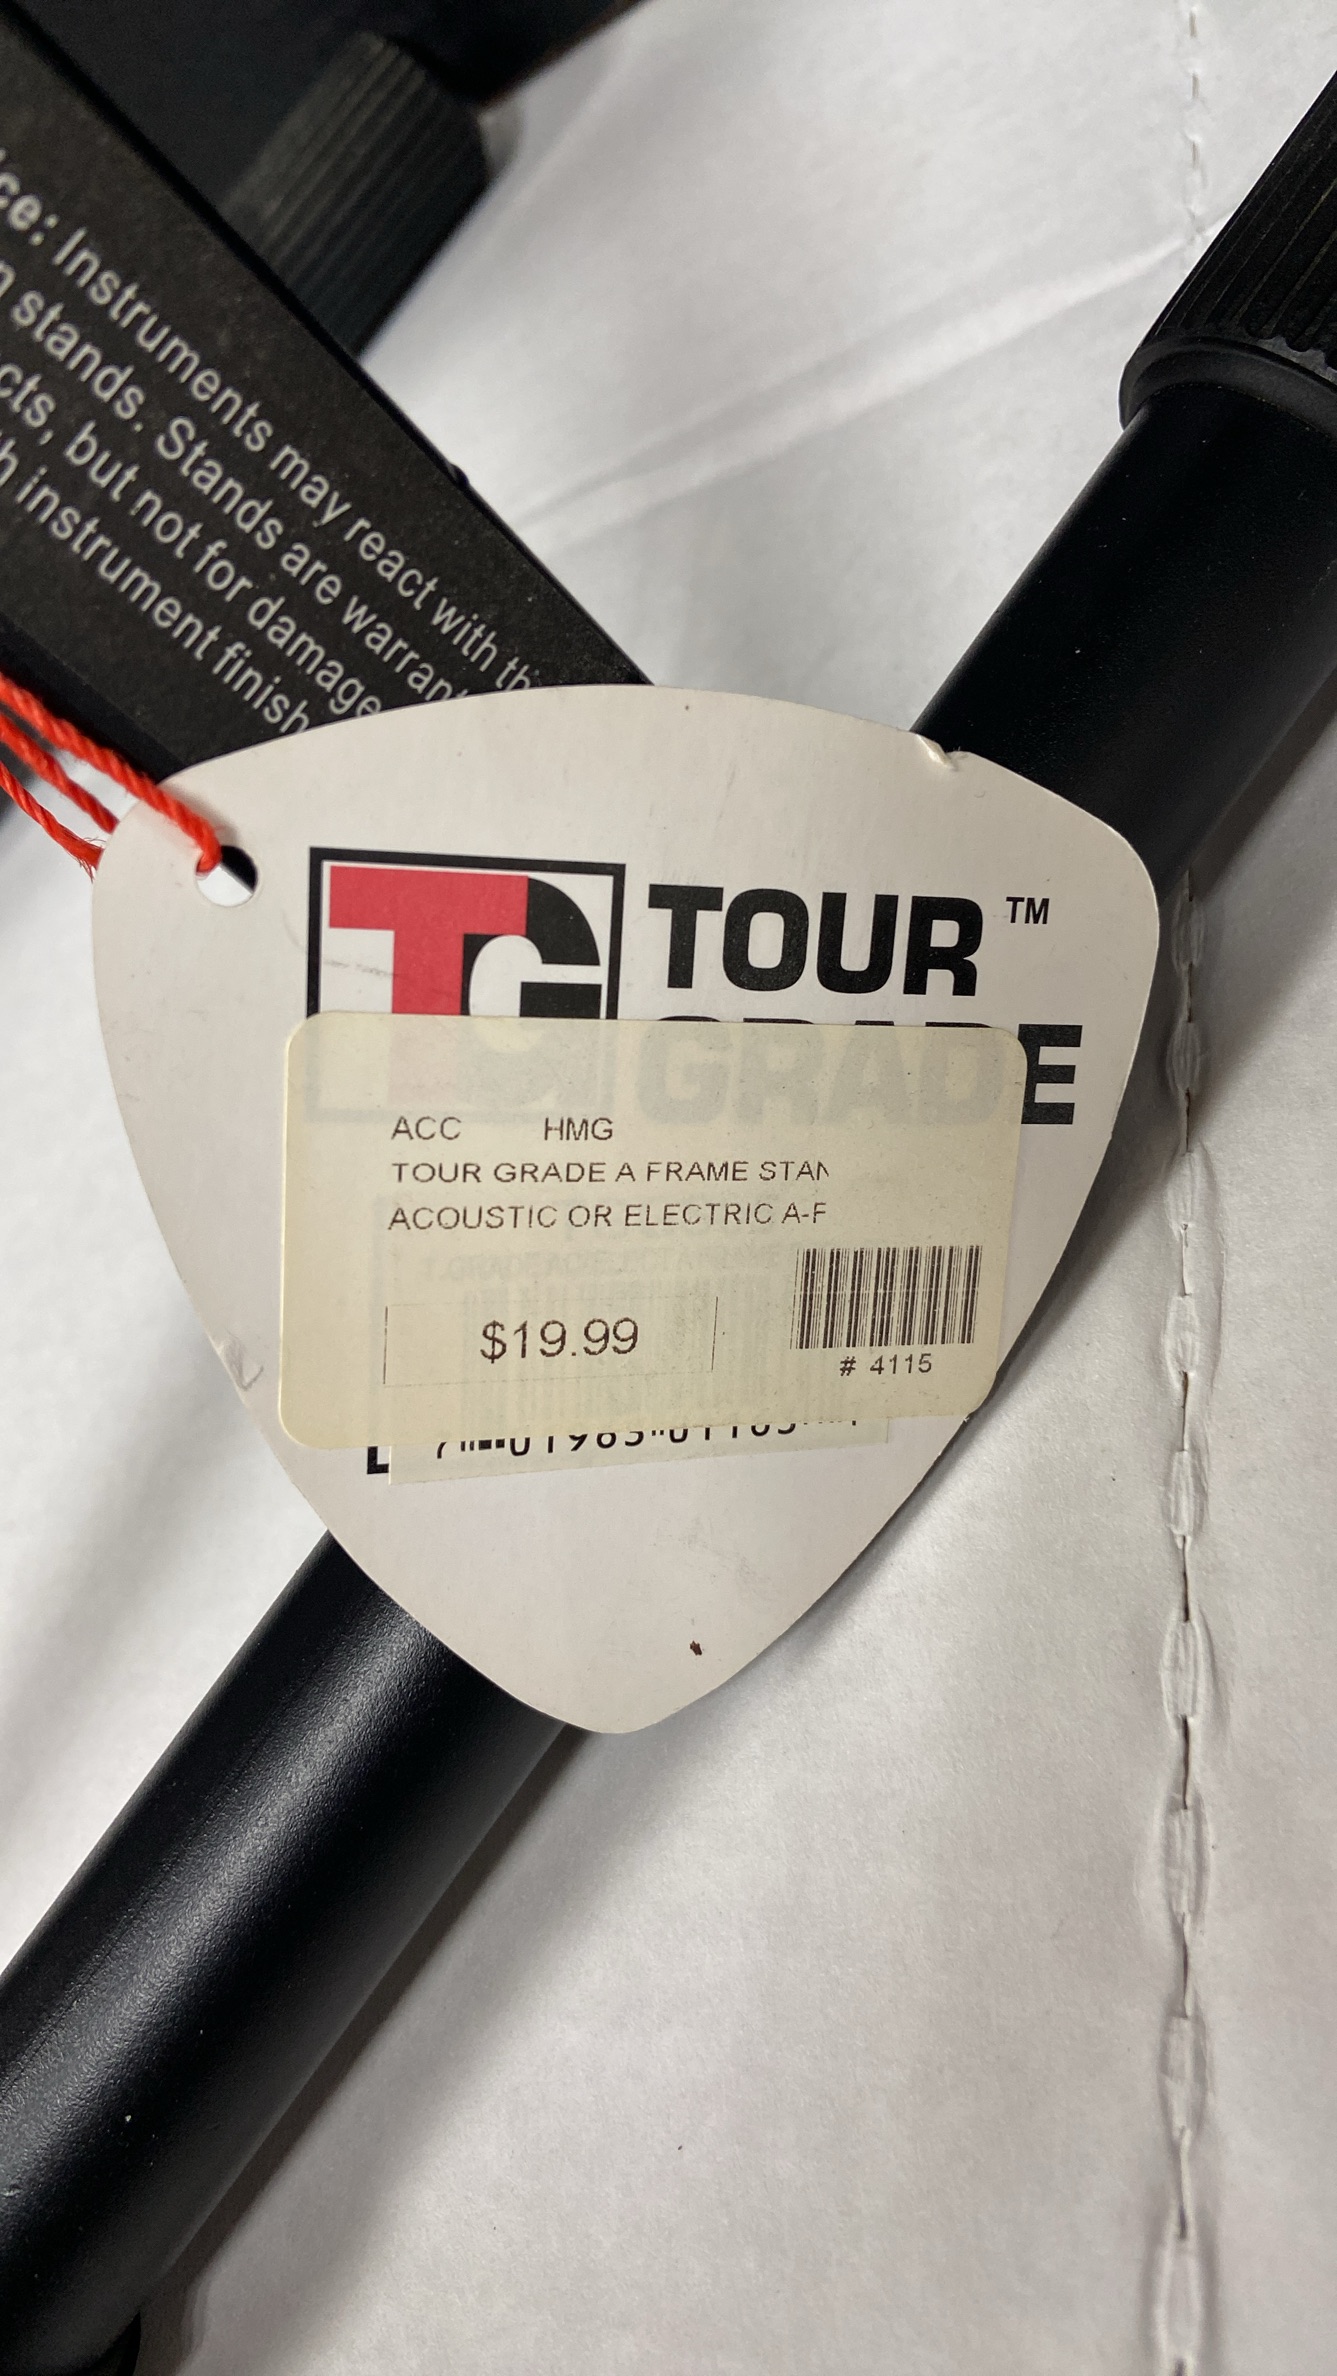 ce: Instruments may react with th
n stands. Stands are warrant
cts, but not for damage
h instrument finish
TG TOUR™
GRADE
ACC HMG
TOUR GRADE A FRAME STAN
ACOUSTIC OR ELECTRIC A-F
$19.99
# 4115